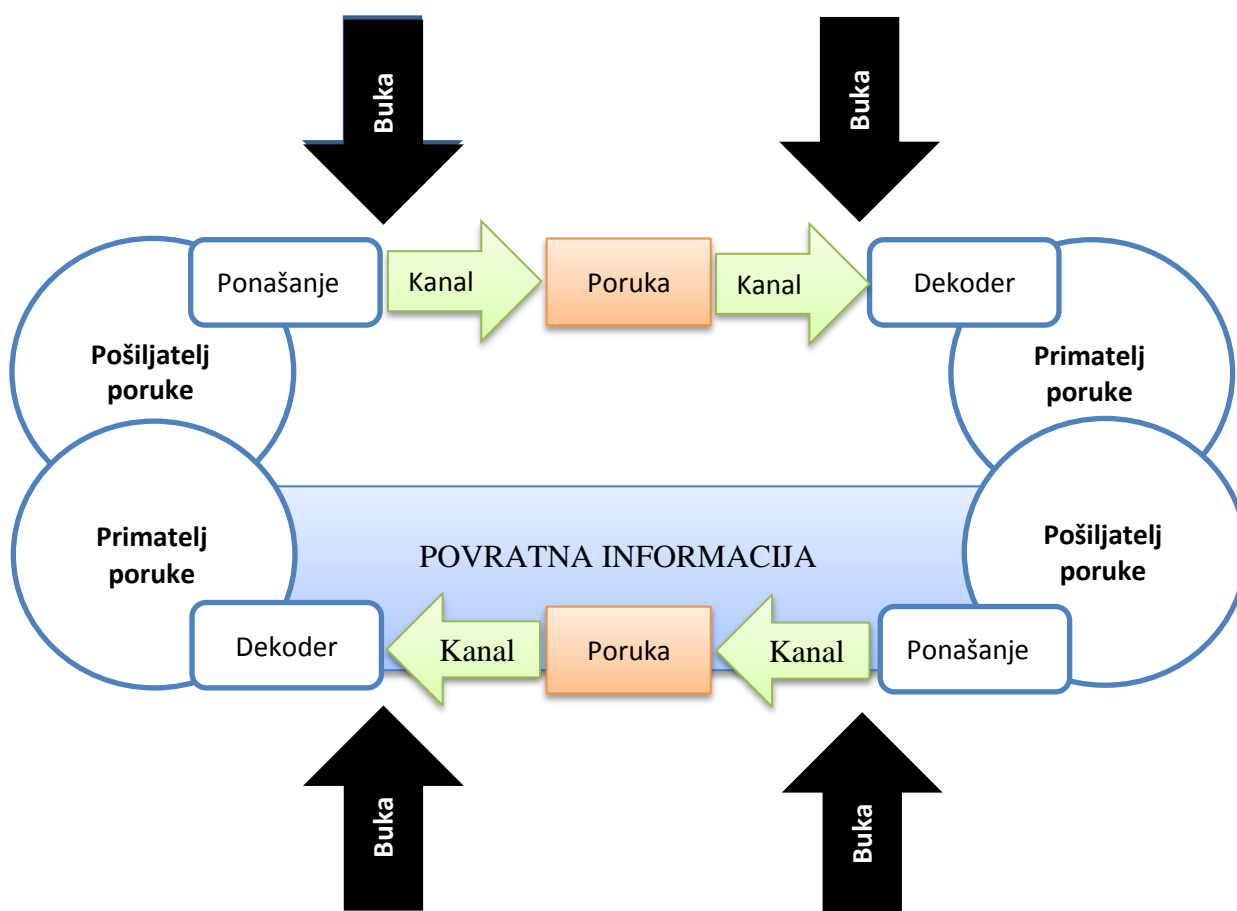 Buka
Buka
Ponašanje
Kanal
Poruka
Kanal
Dekoder
Pošiljatelj
poruke
Primatelj
poruke
Primatelj
poruke
POVRATNA INFORMACIJA
Pošiljatelj
poruke
Dekoder
Kanal
Poruka
Kanal
Ponašanje
Buka
Buka